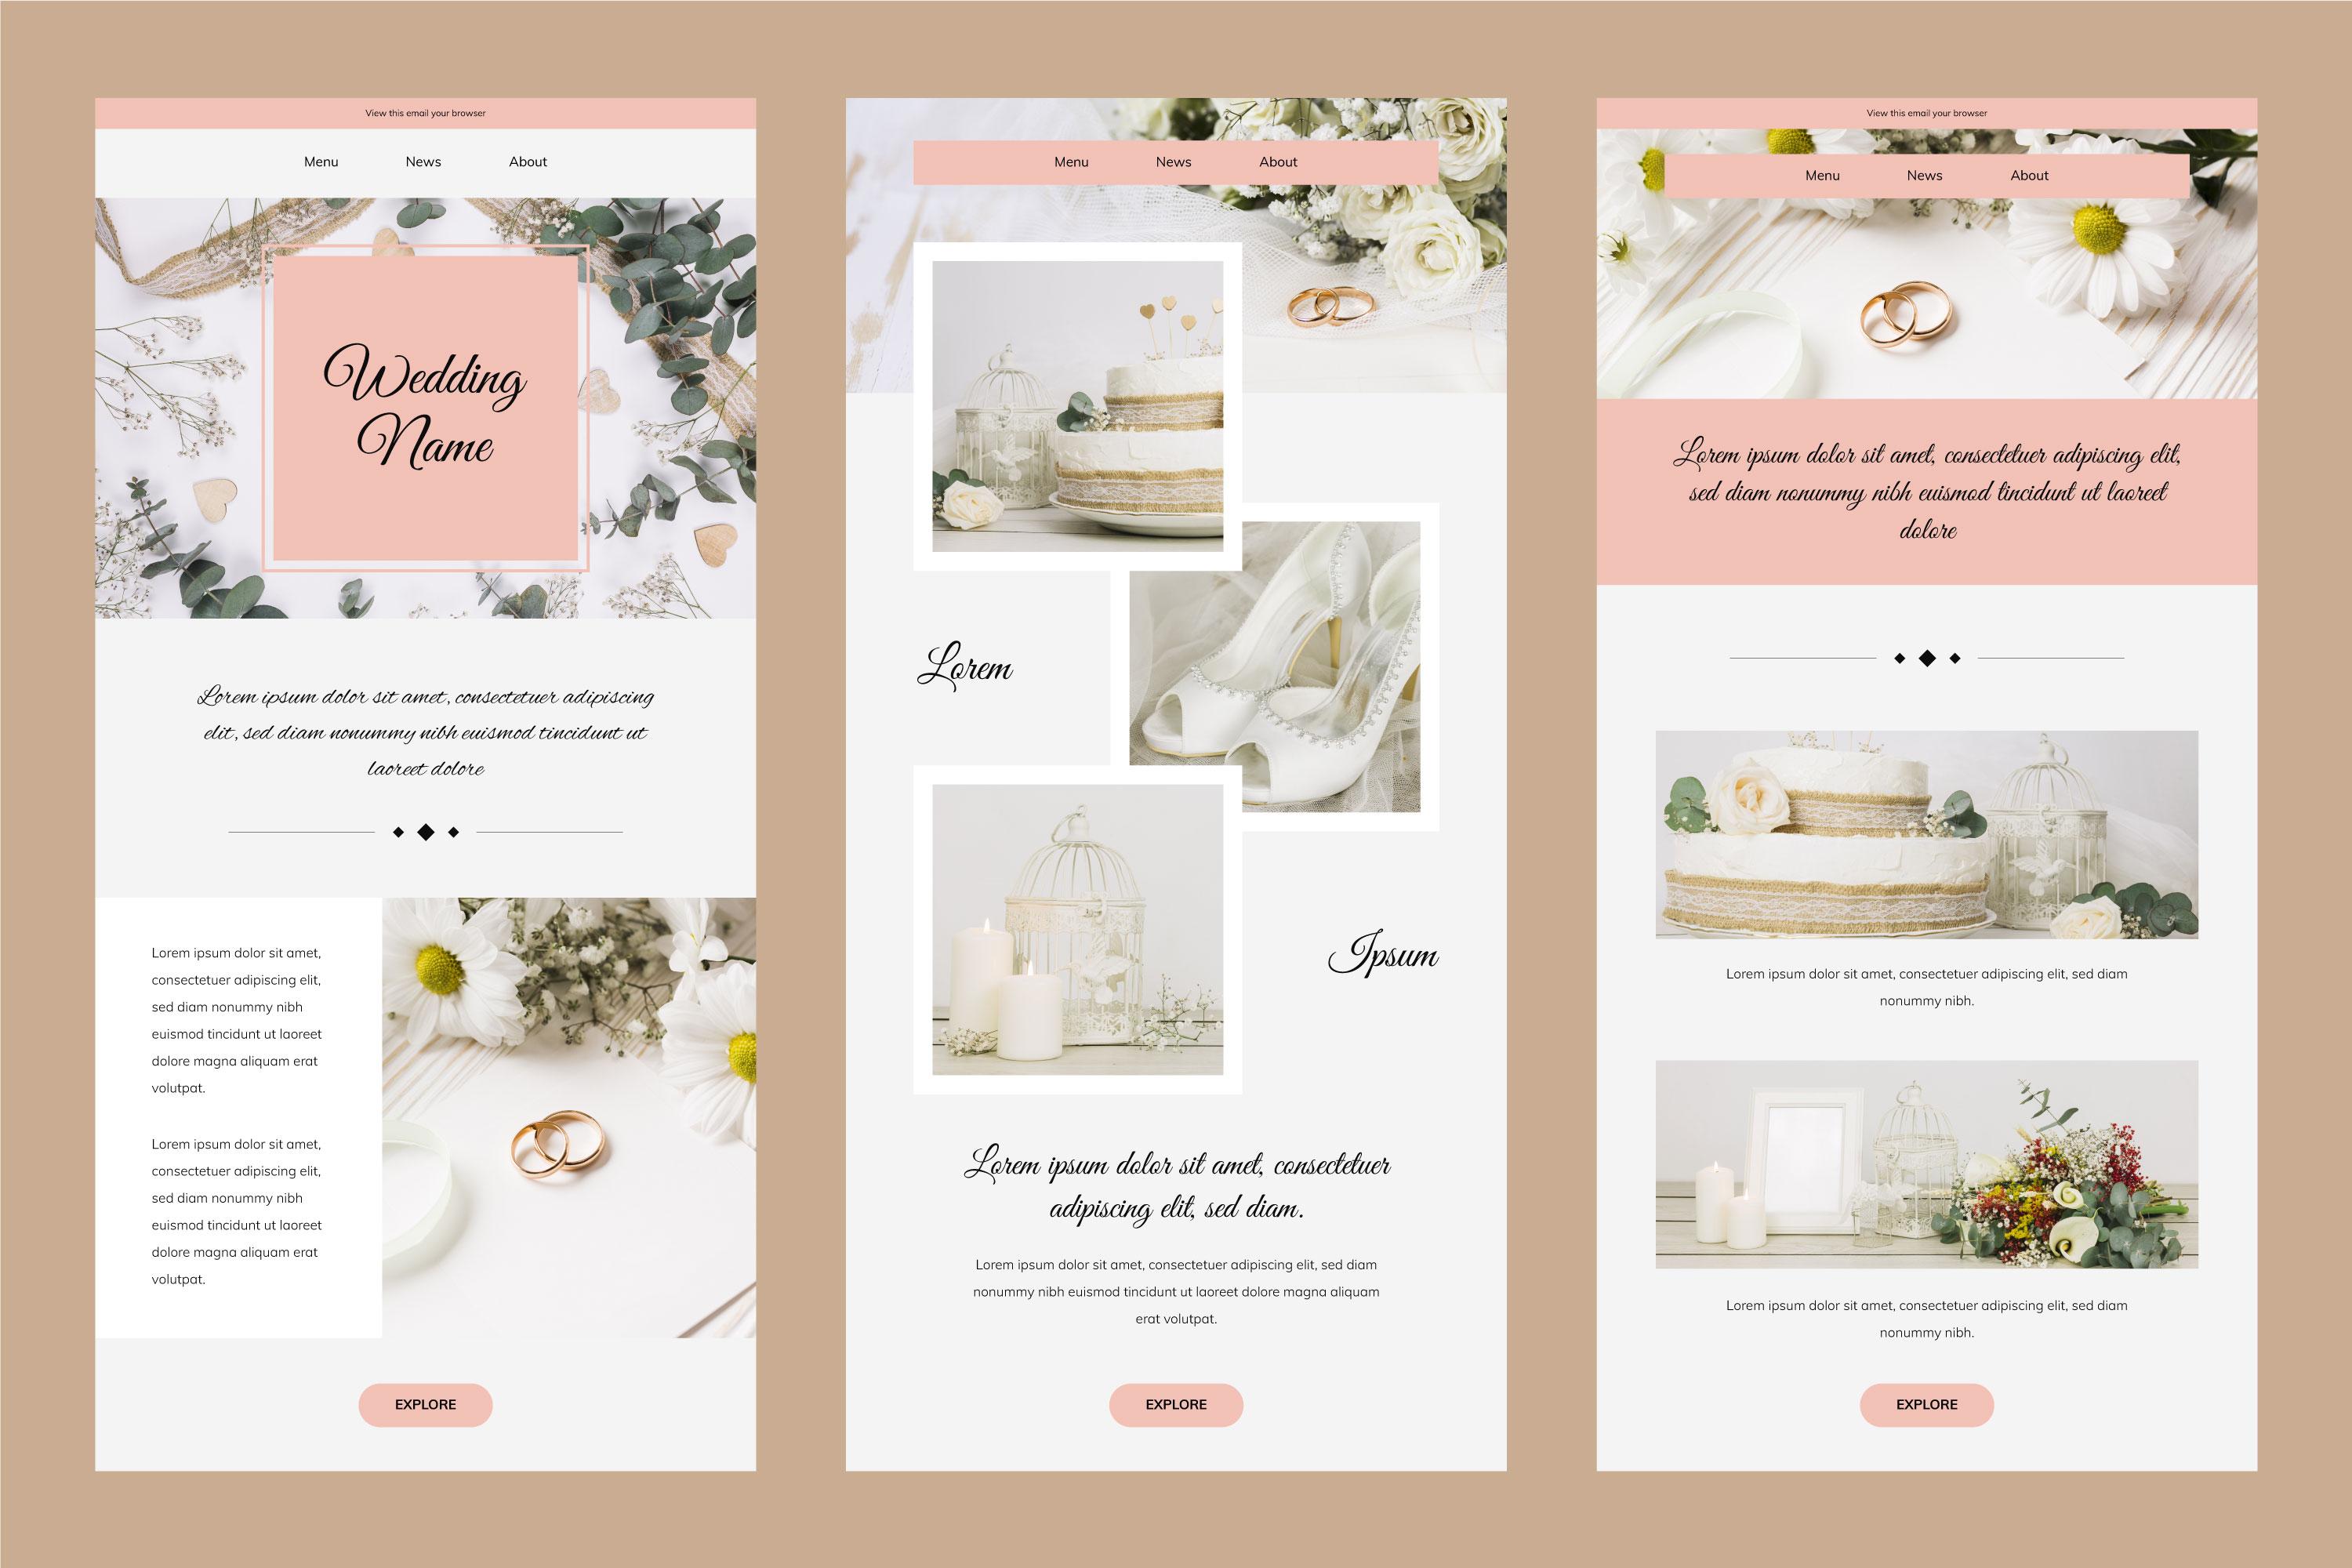 View this email your browser
Menu News About
Wedding
Name
Lorem ipsum dolor sit amet, consectetuer adipiscing
elit, sed diam nonummy nibh euismod tincidunt ut
laoreet dolore
Lorem ipsum dolor sit amet,
consectetuer adipiscing elit,
sed diam nonummy nibh
euismod tincidunt ut laoreet
dolore magna aliquam erat
volutpat.
Lorem ipsum dolor sit amet,
consectetuer adipiscing elit,
sed diam nonummy nibh
euismod tincidunt ut laoreet
dolore magna aliquam erat
volutpat.
EXPLORE
Menu News About
Lorem
Ipsum
Lorem ipsum dolor sit amet, consectetuer
adipiscing elit, sed diam.
Lorem ipsum dolor sit amet, consectetuer adipiscing elit, sed diam
nonummy nibh euismod tincidunt ut laoreet dolore magna aliquam
erat volutpat.
EXPLORE
View this email your browser
Menu News About
Lorem ipsum dolor sit amet, consectetuer adipiscing elit,
sed diam nonummy nibh euismod tincidunt ut laoreet
dolore
Lorem ipsum dolor sit amet, consectetuer adipiscing elit, sed diam
nonummy nibh.
Lorem ipsum dolor sit amet, consectetuer adipiscing elit, sed diam
nonummy nibh.
EXPLORE